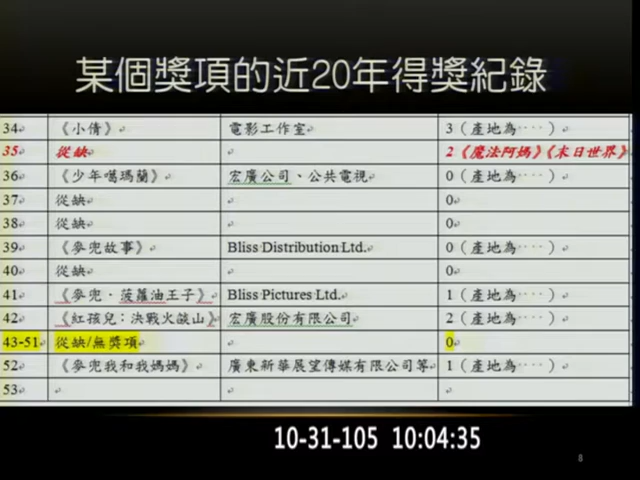 某個獎項的近20年得獎紀錄
34 《小倩》 電影工作室 3（產地為····）
35 從缺 2《魔法阿媽》《末日世界》
36 《少年噶瑪蘭》 宏廣公司、公共電視 0（產地為····）
37 從缺 0
38 從缺 0
39 《麥兜故事》 Bliss Distribution Ltd. 0（產地為····）
40 從缺 0
41 《麥兜·菠蘿油王子》 Bliss Pictures Ltd. 1（產地為····）
42 《紅孩兒：決戰火燄山》 宏廣股份有限公司 2（產地為····）
43-51 從缺/無獎項 0
52 《麥兜我和我媽媽》 廣東新華展望傳媒有限公司等 1（產地為····）
53
10-31-105 10:04:35
8